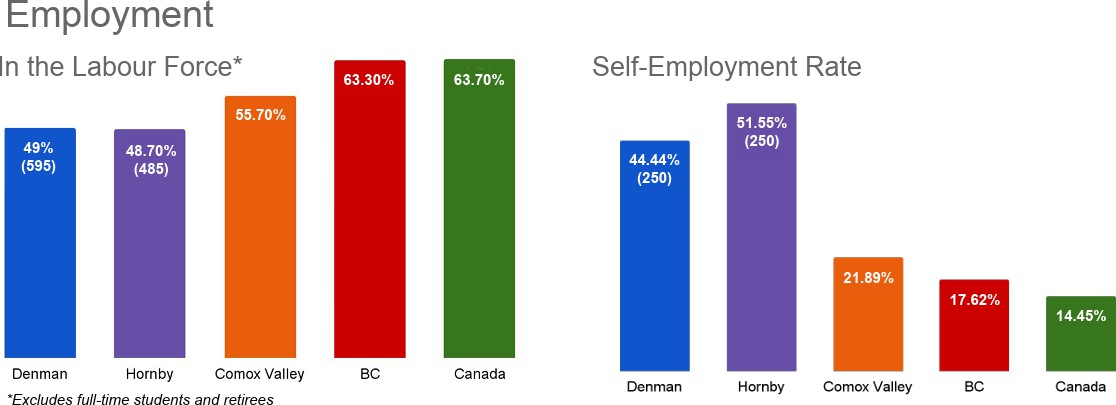 Employment
In the Labour Force*
49%
(595)
48.70%
(485)
55.70%
63.30%
63.70%
Denman
Hornby
Comox Valley
BC
Canada
*Excludes full-time students and retirees
Self-Employment Rate
44.44%
(250)
51.55%
(250)
21.89%
17.62%
14.45%
Denman
Hornby
Comox Valley
BC
Canada